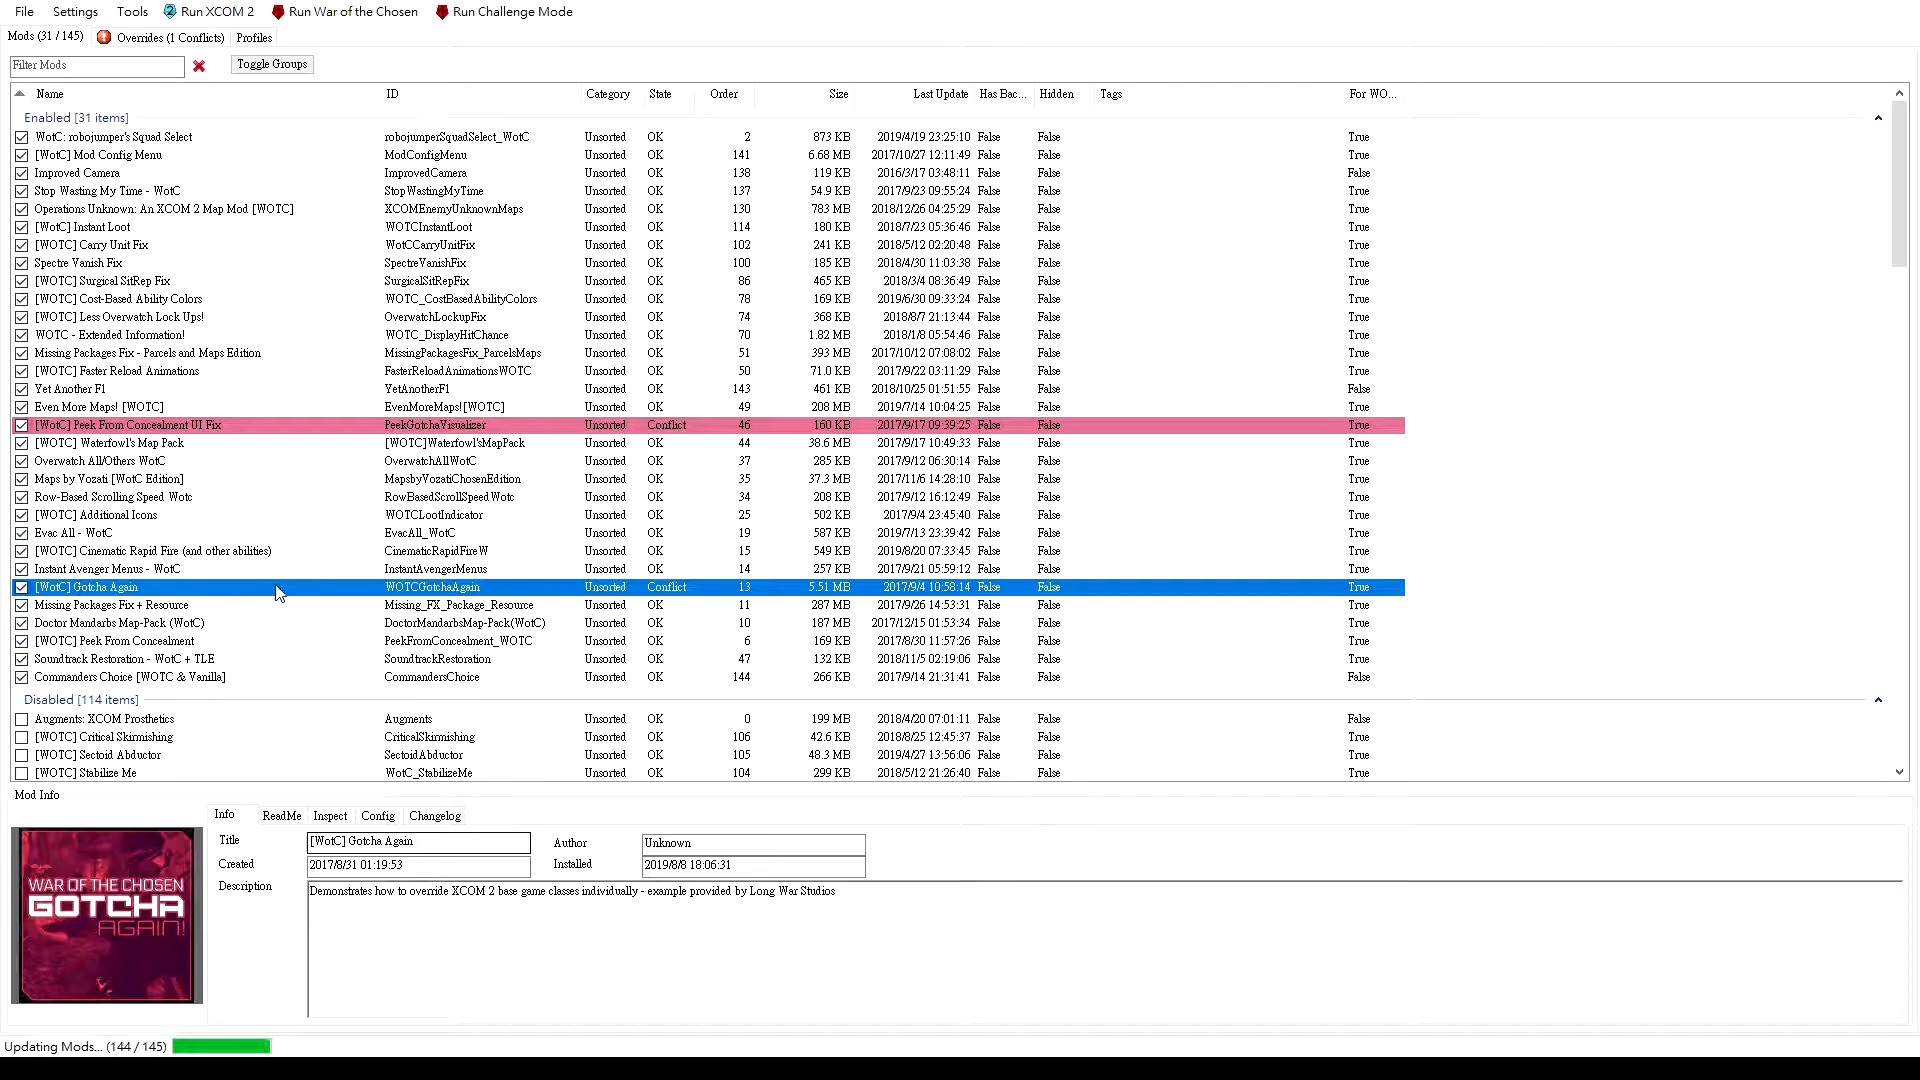 File Settings Tools Run XCOM 2 Run War of the Chosen Run Challenge Mode
Mods (31 / 145) Overrides (1 Conflicts) Profiles
Filter Mods Toggle Groups
Name ID Category State Order Size Last Update Has Bac... Hidden Tags For WO...
Enabled [31 items]
WotC: robojumper's Squad Select robojumperSquadSelect_WotC Unsorted OK 2 873 KB 2019/4/19 23:25:10 False False True
[WotC] Mod Config Menu ModConfigMenu Unsorted OK 141 6.68 MB 2017/10/27 12:11:49 False False True
Improved Camera ImprovedCamera Unsorted OK 138 119 KB 2016/3/17 03:48:11 False False False
Stop Wasting My Time - WotC StopWastingMyTime Unsorted OK 137 54.9 KB 2017/9/23 09:55:24 False False True
Operations Unknown: An XCOM 2 Map Mod [WOTC] XCOMEnemyUnknownMaps Unsorted OK 130 783 MB 2018/12/26 04:25:29 False False True
[WotC] Instant Loot WOTCInstantLoot Unsorted OK 114 180 KB 2018/7/23 05:36:46 False False True
[WOTC] Carry Unit Fix WotCCarryUnitFix Unsorted OK 102 241 KB 2018/5/12 02:20:48 False False True
Spectre Vanish Fix SpectreVanishFix Unsorted OK 100 185 KB 2018/4/30 11:03:38 False False True
[WOTC] Surgical SitRep Fix SurgicalSitRepFix Unsorted OK 86 465 KB 2018/3/4 08:36:49 False False True
[WOTC] Cost-Based Ability Colors WOTC_CostBasedAbilityColors Unsorted OK 78 169 KB 2019/6/30 09:33:24 False False True
[WOTC] Less Overwatch Lock Ups! OverwatchLockupFix Unsorted OK 74 368 KB 2018/8/7 21:13:44 False False True
WOTC - Extended Information! WOTC_DisplayHitChance Unsorted OK 70 1.82 MB 2018/1/8 05:54:46 False False True
Missing Packages Fix - Parcels and Maps Edition MissingPackagesFix_ParcelsMaps Unsorted OK 51 393 MB 2017/10/12 07:08:02 False False True
[WOTC] Faster Reload Animations FasterReloadAnimationsWOTC Unsorted OK 50 71.0 KB 2017/9/22 03:11:29 False False True
Yet Another F1 YetAnotherF1 Unsorted OK 143 461 KB 2018/10/25 01:51:55 False False False
Even More Maps! [WOTC] EvenMoreMaps![WOTC] Unsorted OK 49 208 MB 2019/7/14 10:04:25 False False True
[WotC] Peek From Concealment UI Fix PeekGotchaVisualizer Unsorted Conflict 46 160 KB 2017/9/17 09:39:25 False False True
[WOTC] Waterfowl's Map Pack [WOTC]Waterfowl'sMapPack Unsorted OK 44 38.6 MB 2017/9/17 10:49:33 False False True
Overwatch All/Others WotC OverwatchAllWotC Unsorted OK 37 285 KB 2017/9/12 06:30:14 False False True
Maps by Vozati [WotC Edition] MapsbyVozatiChosenEdition Unsorted OK 35 37.3 MB 2017/11/6 14:28:10 False False True
Row-Based Scrolling Speed Wotc RowBasedScrollSpeedWotc Unsorted OK 34 208 KB 2017/9/12 16:12:49 False False True
[WOTC] Additional Icons WOTCLootIndicator Unsorted OK 25 502 KB 2017/9/4 23:45:40 False False True
Evac All - WotC EvacAll_WotC Unsorted OK 19 587 KB 2019/7/13 23:39:42 False False True
[WOTC] Cinematic Rapid Fire (and other abilities) CinematicRapidFireW Unsorted OK 15 549 KB 2019/8/20 07:33:45 False False True
Instant Avenger Menus - WotC InstantAvengerMenus Unsorted OK 14 257 KB 2017/9/21 05:59:12 False False True
[WotC] Gotcha Again WOTCGotchaAgain Unsorted Conflict 13 5.51 MB 2017/9/4 10:58:14 False False True
Missing Packages Fix + Resource Missing_FX_Package_Resource Unsorted OK 11 287 MB 2017/9/26 14:53:31 False False True
Doctor Mandarbs Map-Pack (WotC) DoctorMandarbsMap-Pack(WotC) Unsorted OK 10 187 MB 2017/12/15 01:53:34 False False True
[WOTC] Peek From Concealment PeekFromConcealment_WOTC Unsorted OK 6 169 KB 2017/8/30 11:57:26 False False True
Soundtrack Restoration - WotC + TLE SoundtrackRestoration Unsorted OK 47 132 KB 2018/11/5 02:19:06 False False True
Commanders Choice [WOTC & Vanilla] CommandersChoice Unsorted OK 144 266 KB 2017/9/14 21:31:41 False False False
Disabled [114 items]
Augments: XCOM Prosthetics Augments Unsorted OK 0 199 MB 2018/4/20 07:01:11 False False False
[WOTC] Critical Skirmishing CriticalSkirmishing Unsorted OK 106 42.6 KB 2018/8/25 12:45:37 False False True
[WOTC] Sectoid Abductor SectoidAbductor Unsorted OK 105 48.3 MB 2019/4/27 13:56:06 False False True
[WOTC] Stabilize Me WotC_StabilizeMe Unsorted OK 104 299 KB 2018/5/12 21:26:40 False False True
Mod Info
Info ReadMe Inspect Config Changelog
Title [WotC] Gotcha Again Author Unknown
Created 2017/8/31 01:19:53 Installed 2019/8/8 18:06:31
Description Demonstrates how to override XCOM 2 base game classes individually - example provided by Long War Studios
WAR OF THE CHOSEN
GOTCHA
AGAIN!
Updating Mods... (144 / 145)